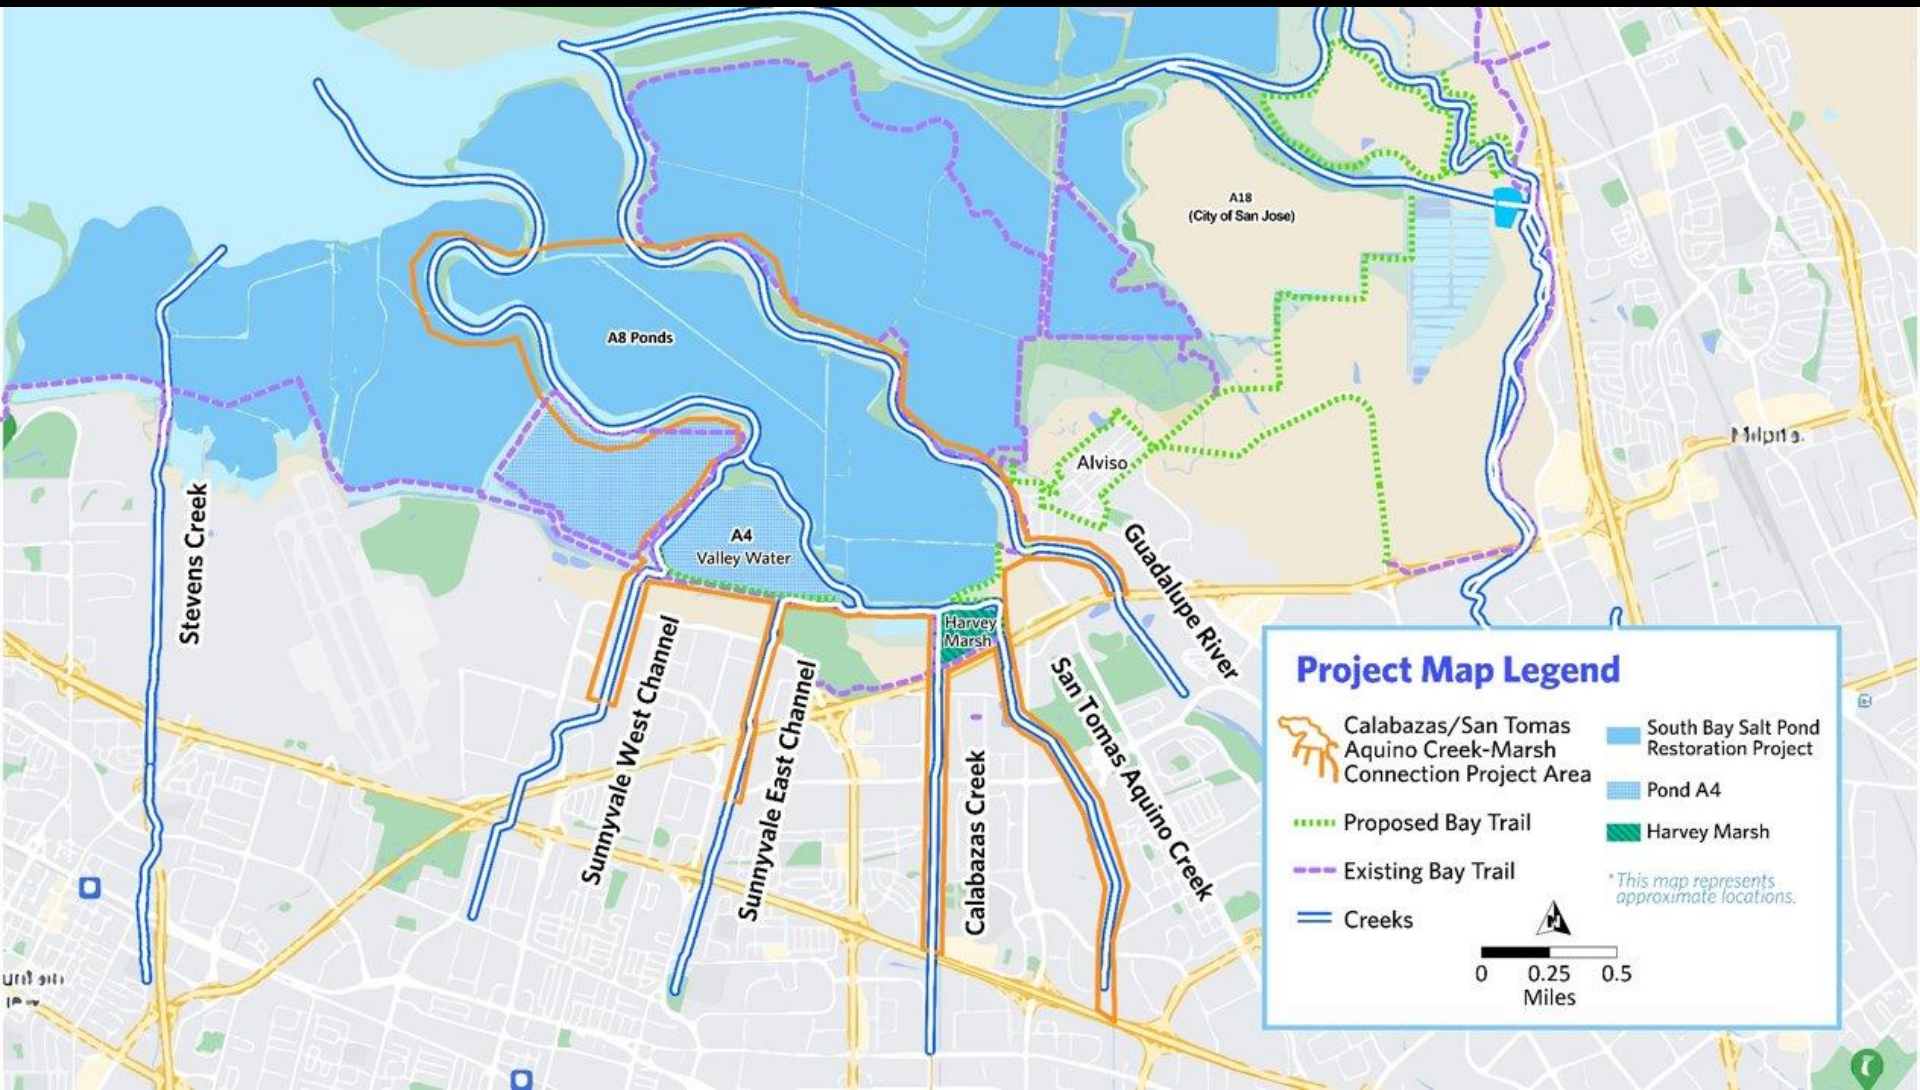 A18
(City of San Jose)
A8 Ponds
Alviso
A4
Valley Water
Stevens Creek
Guadalupe River
Harvey
Marsh
Sunnyvale West Channel
Sunnyvale East Channel
Calabazas Creek
San Tomas Aquino Creek
Project Map Legend
Calabazas/San Tomas
Aquino Creek-Marsh
Connection Project Area
Proposed Bay Trail
Existing Bay Trail
Creeks
South Bay Salt Pond
Restoration Project
Pond A4
Harvey Marsh
*This map represents
approximate locations.
N
0 0.25 0.5
Miles